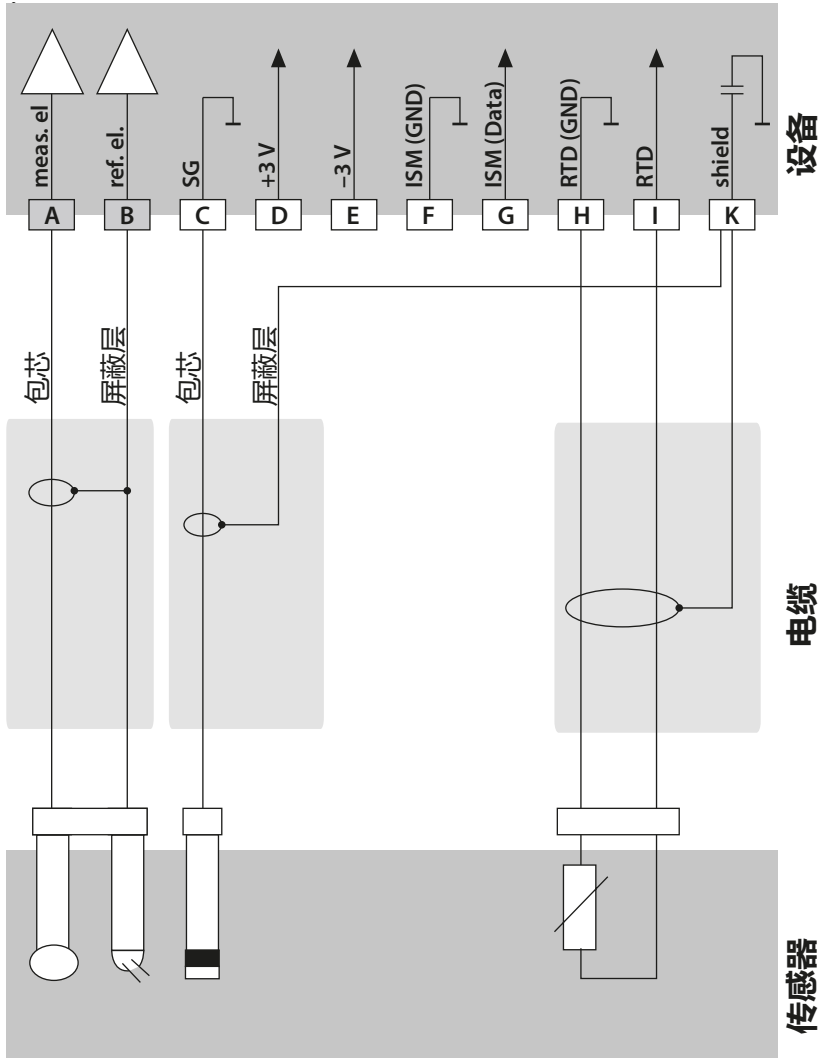 meas. el
ref. el.
SG
+3 V
–3 V
ISM (GND)
ISM (Data)
RTD (GND)
RTD
shield
设备
A
B
C
D
E
F
G
H
I
K
包芯
屏蔽层
包芯
屏蔽层
电缆
传感器